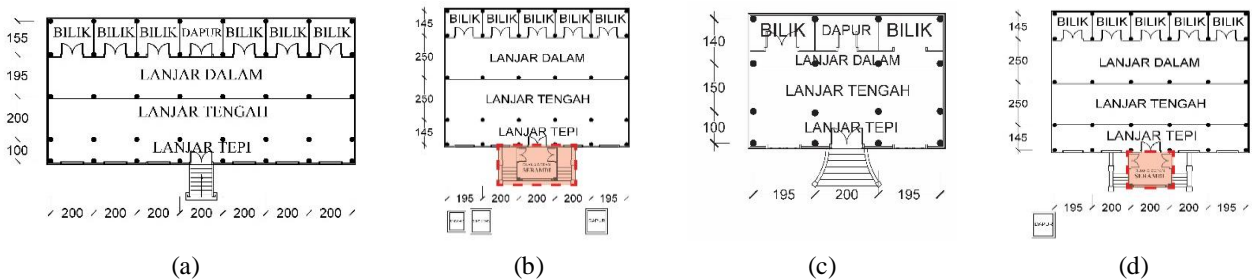 BILIK BILIK BILIK DAPUR BILIK BILIK BILIK
LANJAR DALAM
LANJAR TENGAH
LANJAR TEPI
155
195
200
100
200 200 200 200 200 200 200
(a)
BILIK BILIK BILIK BILIK BILIK
LANJAR DALAM
LANJAR TENGAH
LANJAR TEPI
SERAMBI
145
250
250
145
195 200 200 200 195
DAPUR
(b)
BILIK DAPUR BILIK
LANJAR DALAM
LANJAR TENGAH
LANJAR TEPI
140
150
100
195 200 195
(c)
BILIK BILIK BILIK BILIK BILIK
LANJAR DALAM
LANJAR TENGAH
LANJAR TEPI
SERAMBI
145
250
250
145
195 200 200 200 195
DAPUR
(d)